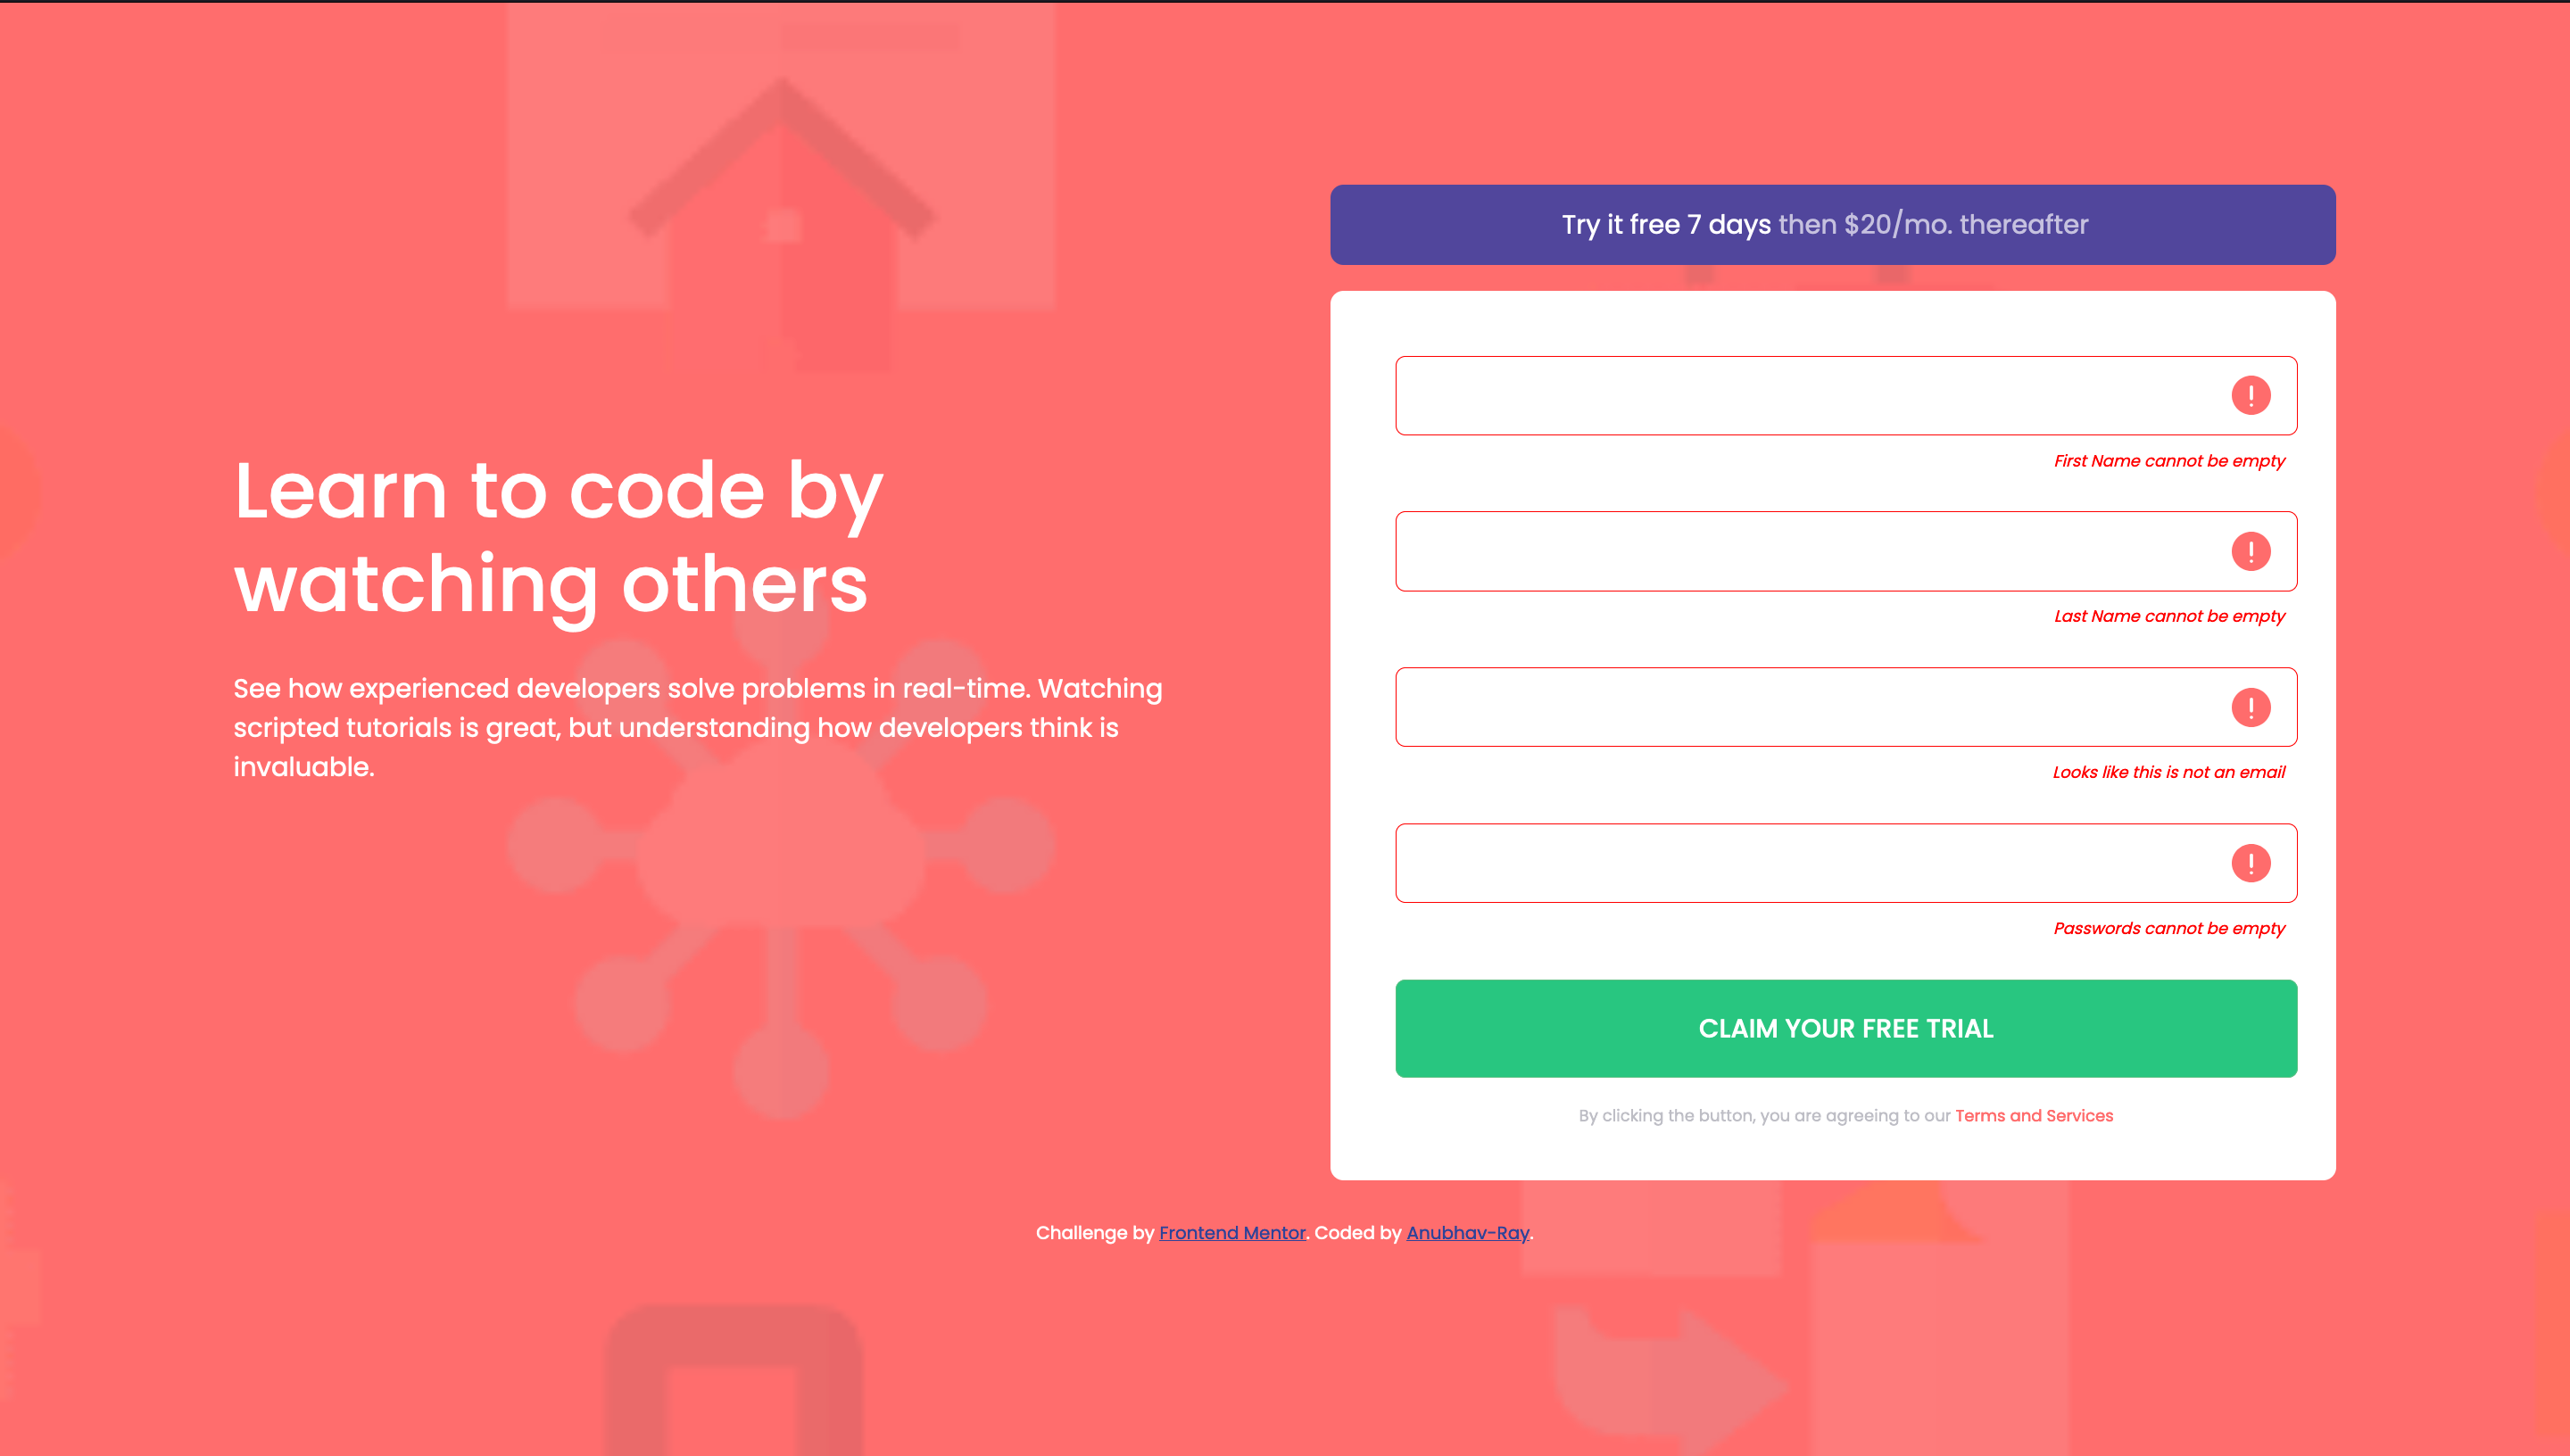 Learn to code by
watching others
See how experienced developers solve problems in real-time. Watching
scripted tutorials is great, but understanding how developers think is
invaluable.
Try it free 7 days then $20/mo. thereafter
First Name cannot be empty
Last Name cannot be empty
Looks like this is not an email
Passwords cannot be empty
CLAIM YOUR FREE TRIAL
By clicking the button, you are agreeing to our Terms and Services
Challenge by Frontend Mentor. Coded by Anubhav-Ray.